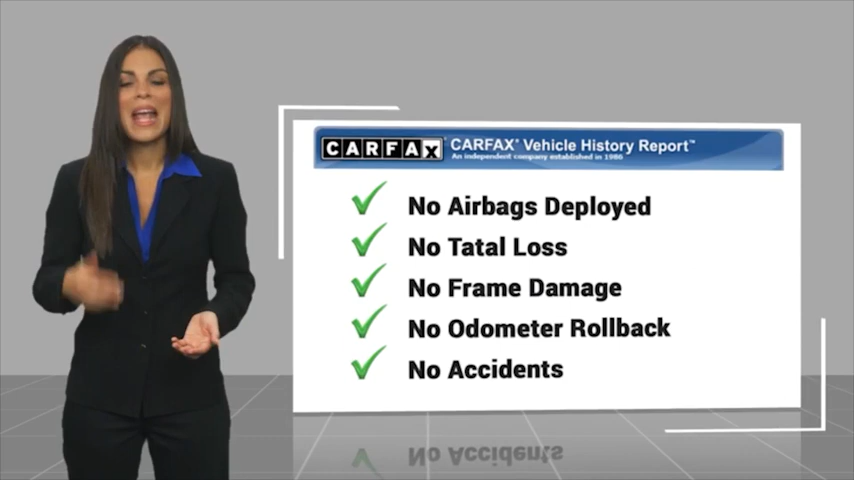 CARFAX CARFAX® Vehicle History Report™
An independent company established in 1986
No Airbags Deployed
No Tatal Loss
No Frame Damage
No Odometer Rollback
No Accidents
No Accidents